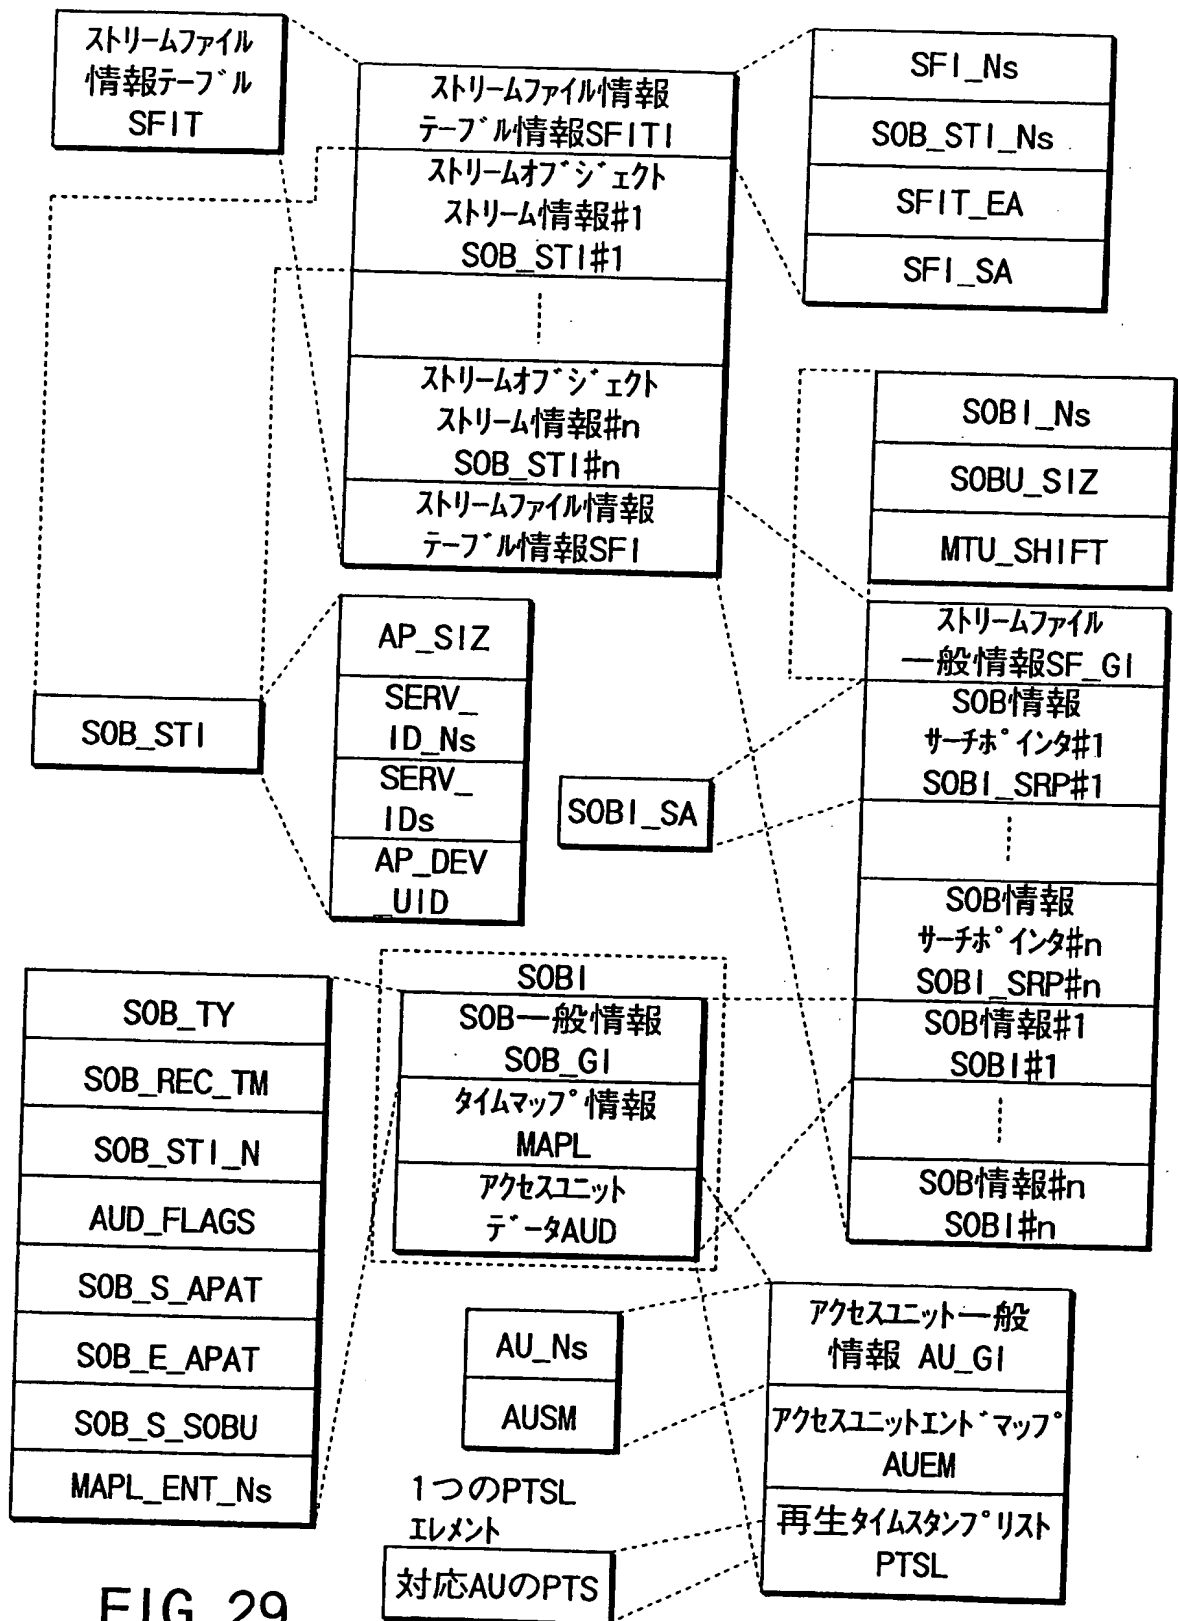 ストリームファイル
情報テーブル
SFIT
ストリームファイル情報
テーブル情報SFITI
ストリームオブジェクト
ストリーム情報#1
SOB_STI#1
ストリームオブジェクト
ストリーム情報#n
SOB_STI#n
ストリームファイル情報
テーブル情報SFI
SFI_Ns
SOB_STI_Ns
SFIT_EA
SFI_SA
SOBI_Ns
SOBU_SIZ
MTU_SHIFT
ストリームファイル
一般情報SF_GI
SOB情報
サーチポインタ#1
SOBI_SRP#1
SOB情報
サーチポインタ#n
SOBI_SRP#n
SOB情報#1
SOBI#1
SOB情報#n
SOBI#n
SOB_STI
AP_SIZ
SERV_
ID_Ns
SERV_
IDs
AP_DEV
_UID
SOBI_SA
SOBI
SOB一般情報
SOB_GI
タイムマップ情報
MAPL
アクセスユニット
データAUD
SOB_TY
SOB_REC_TM
SOB_STI_N
AUD_FLAGS
SOB_S_APAT
SOB_E_APAT
SOB_S_SOBU
MAPL_ENT_Ns
AU_Ns
AUSM
アクセスユニット一般
情報 AU_GI
アクセスユニットエンドマップ
AUEM
再生タイムスタンプリスト
PTSL
1つのPTSL
エレメント
対応AUのPTS
FIG 29